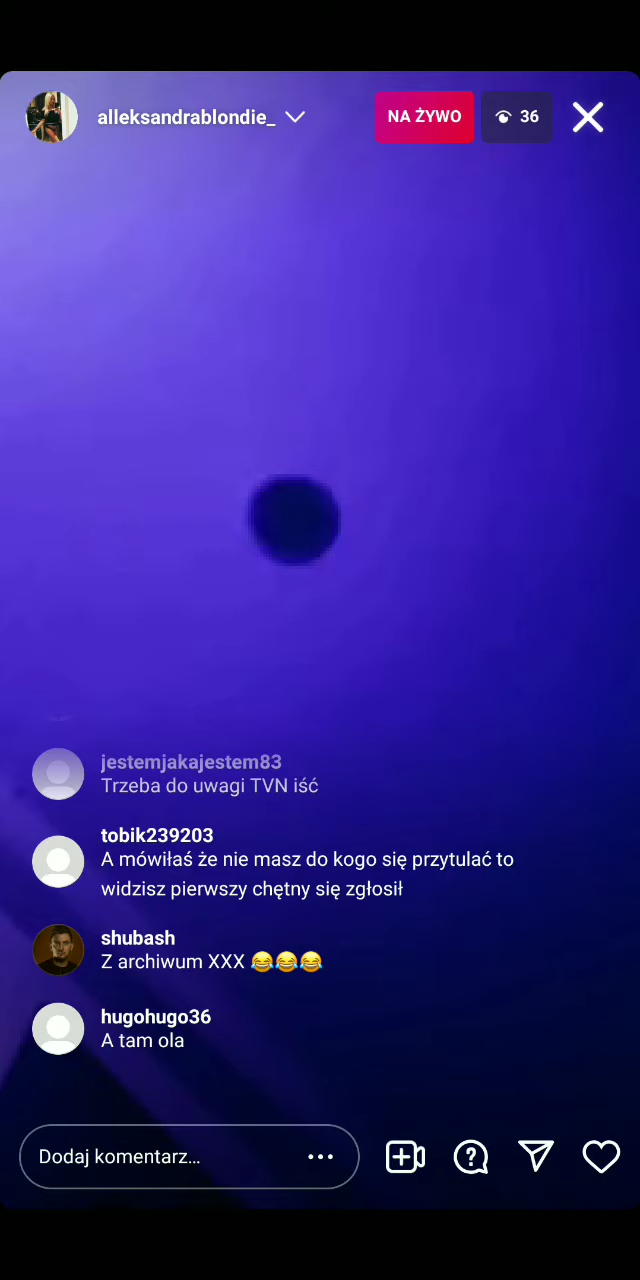 alleksandrablondie_
NA ŻYWO
36
jestemjakajestem83
Trzeba do uwagi TVN iść
tobik239203
A mówiłaś że nie masz do kogo się przytulać to
widzisz pierwszy chętny się zgłosił
shubash
Z archiwum XXX 😂😂😂
hugohugo36
A tam ola
Dodaj komentarz...